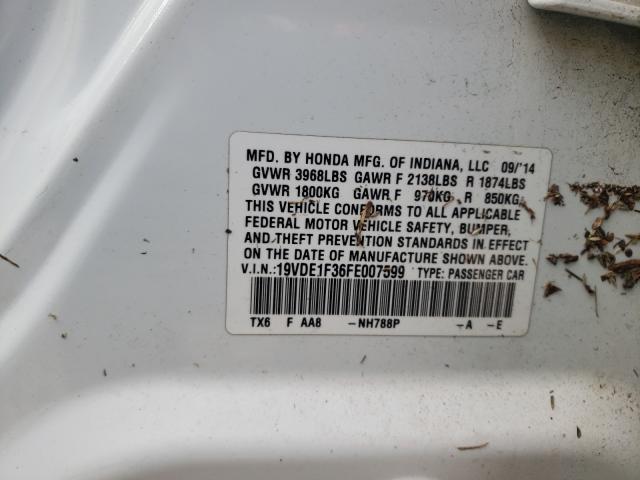 MFD. BY HONDA MFG. OF INDIANA, LLC 09/'14
GVWR 3968LBS GAWR F 2138LBS R 1874LBS
GVWR 1800KG GAWR F 970KG R 850KG
THIS VEHICLE CONFORMS TO ALL APPLICABLE
FEDERAL MOTOR VEHICLE SAFETY, BUMPER,
AND THEFT PREVENTION STANDARDS IN EFFECT
ON THE DATE OF MANUFACTURE SHOWN ABOVE.
V.I.N.:19VDE1F36FE007599 TYPE: PASSENGER CAR
TX6 F AA8 -NH788P -A -E